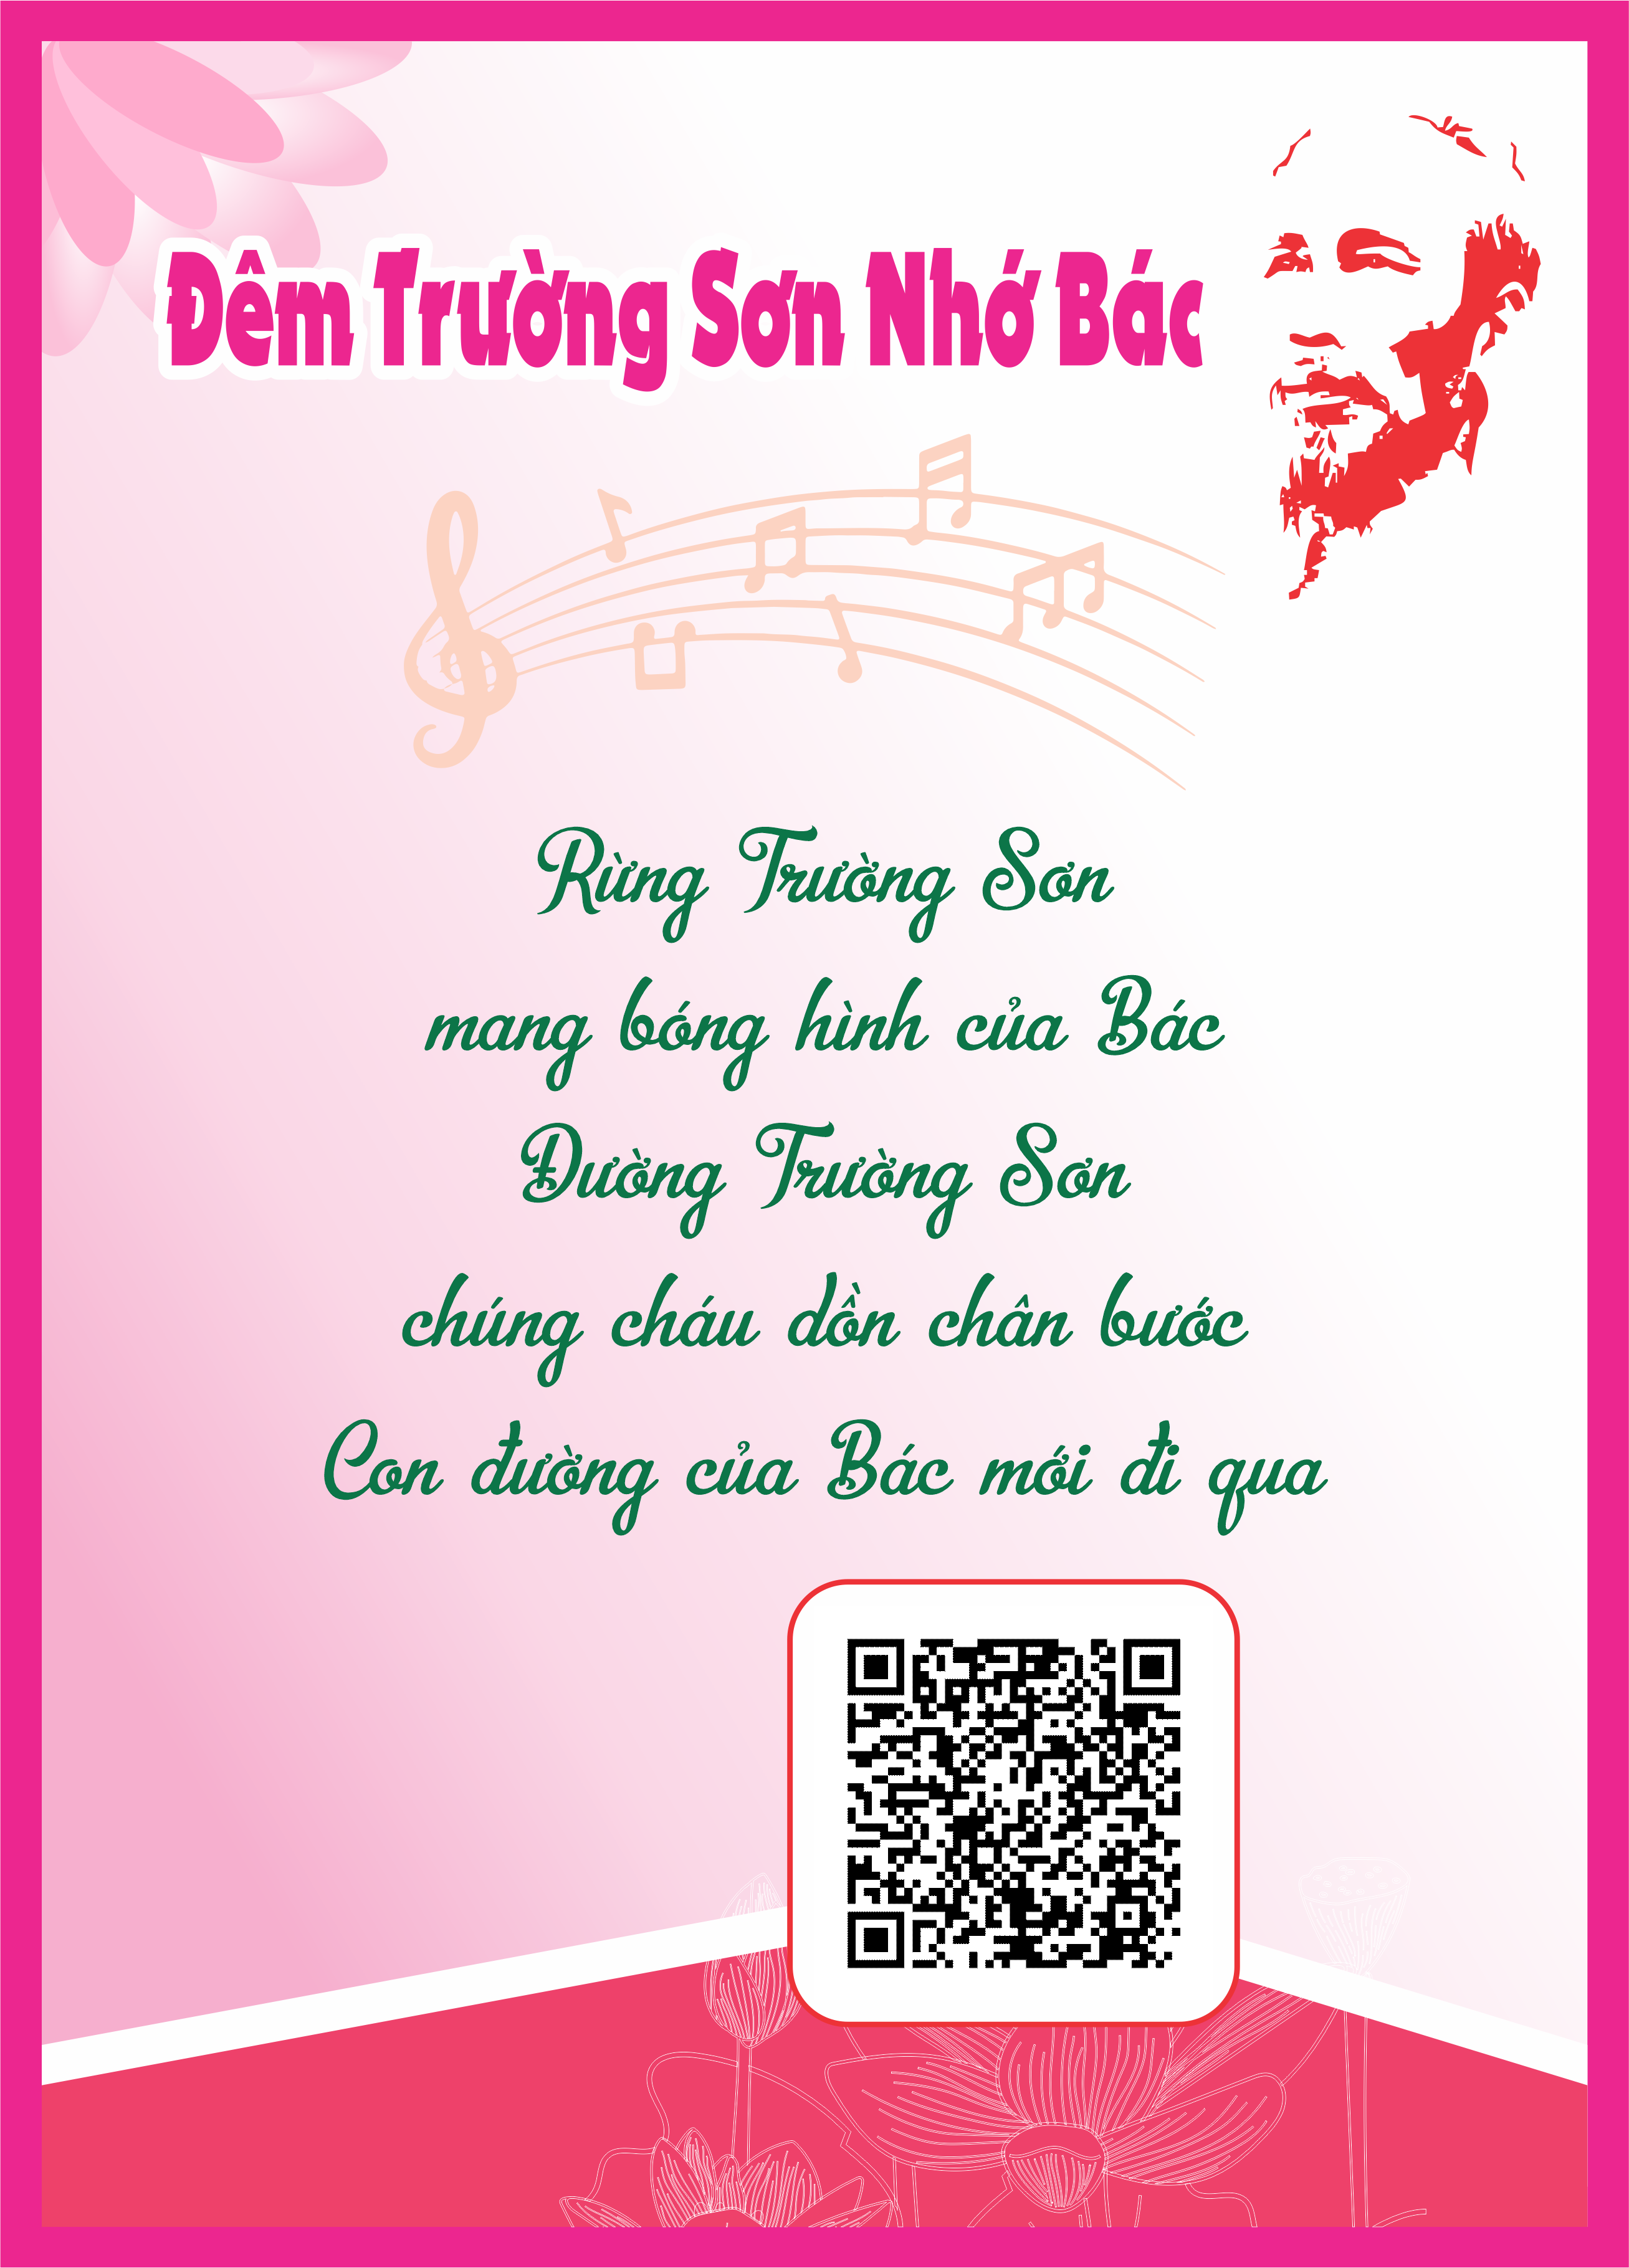 Đêm Trường Sơn Nhớ Bác
Rừng Trường Sơn
mang bóng hình của Bác
Đường Trường Sơn
chúng cháu dồn chân bước
Con đường của Bác mới đi qua